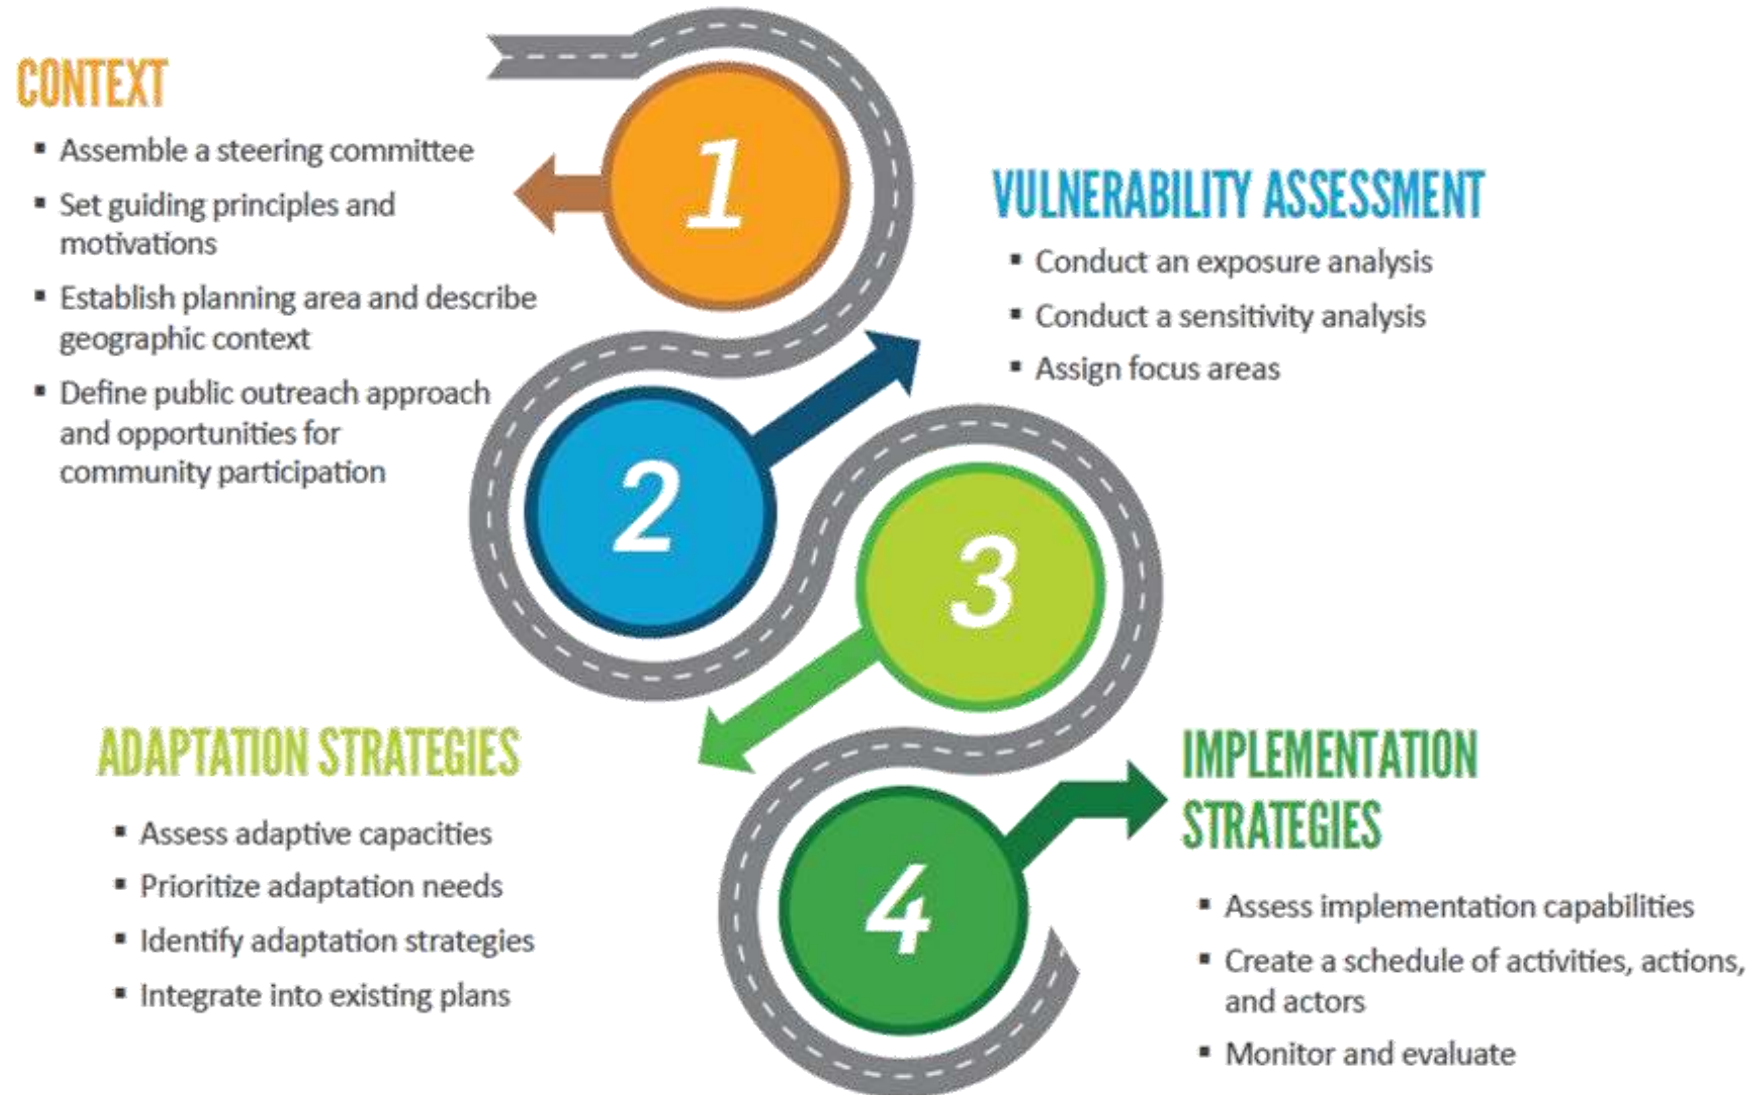 CONTEXT
▪ Assemble a steering committee
▪ Set guiding principles and
motivations
▪ Establish planning area and describe
geographic context
▪ Define public outreach approach
and opportunities for
community participation
1
VULNERABILITY ASSESSMENT
▪ Conduct an exposure analysis
▪ Conduct a sensitivity analysis
▪ Assign focus areas
2
3
ADAPTATION STRATEGIES
▪ Assess adaptive capacities
▪ Prioritize adaptation needs
▪ Identify adaptation strategies
▪ Integrate into existing plans
4
IMPLEMENTATION
STRATEGIES
▪ Assess implementation capabilities
▪ Create a schedule of activities, actions,
and actors
▪ Monitor and evaluate